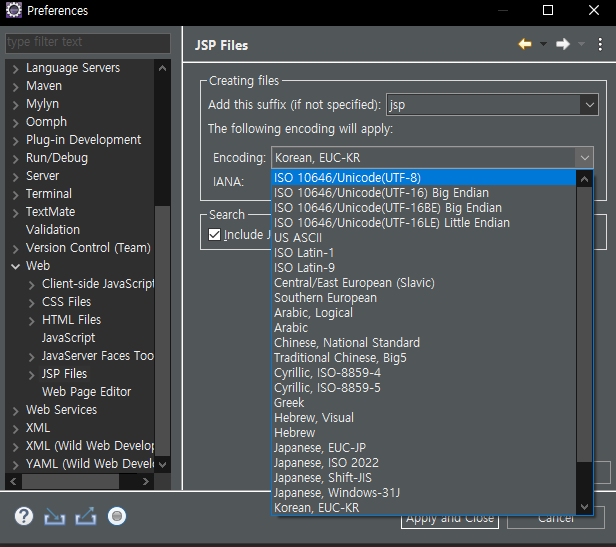 Preferences
type filter text
Language Servers
Maven
Mylyn
Oomph
Plug-in Development
Run/Debug
Server
Terminal
TextMate
Validation
Version Control (Team)
Web
Client-side JavaScript
CSS Files
HTML Files
JavaScript
JavaServer Faces Too
JSP Files
Web Page Editor
Web Services
XML
XML (Wild Web Develop
YAML (Wild Web Devel
JSP Files
Creating files
Add this suffix (if not specified): jsp
The following encoding will apply:
Encoding: Korean, EUC-KR
IANA:
Search
Include J
ISO 10646/Unicode(UTF-8)
ISO 10646/Unicode(UTF-16) Big Endian
ISO 10646/Unicode(UTF-16BE) Big Endian
ISO 10646/Unicode(UTF-16LE) Little Endian
US ASCII
ISO Latin-1
ISO Latin-9
Central/East European (Slavic)
Southern European
Arabic, Logical
Arabic
Chinese, National Standard
Traditional Chinese, Big5
Cyrillic, ISO-8859-4
Cyrillic, ISO-8859-5
Greek
Hebrew, Visual
Hebrew
Japanese, EUC-JP
Japanese, ISO 2022
Japanese, Shift-JIS
Japanese, Windows-31J
Korean, EUC-KR
Apply and Close
Cancel